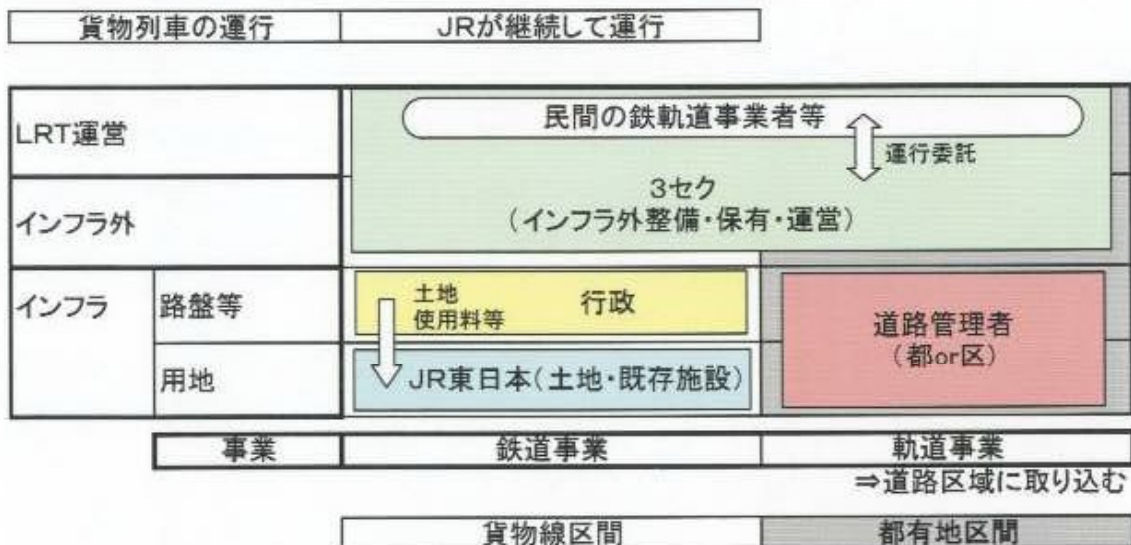 貨物列車の運行 JRが継続して運行
LRT運営
民間の鉄軌道事業者等
運行委託
インフラ外
3セク
(インフラ外整備・保有・運営)
インフラ
路盤等
土地
使用料等
行政
道路管理者
(都or区)
用地
JR東日本(土地・既存施設)
事業 鉄道事業 軌道事業
⇒道路区域に取り込む
貨物線区間 都有地区間